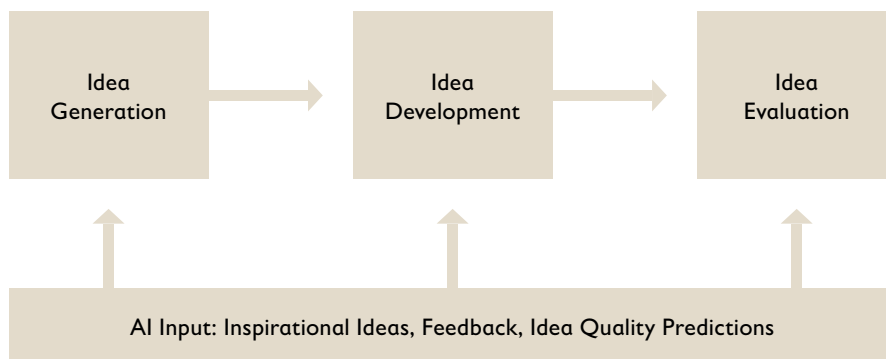 Idea
Generation
Idea
Development
Idea
Evaluation
AI Input: Inspirational Ideas, Feedback, Idea Quality Predictions